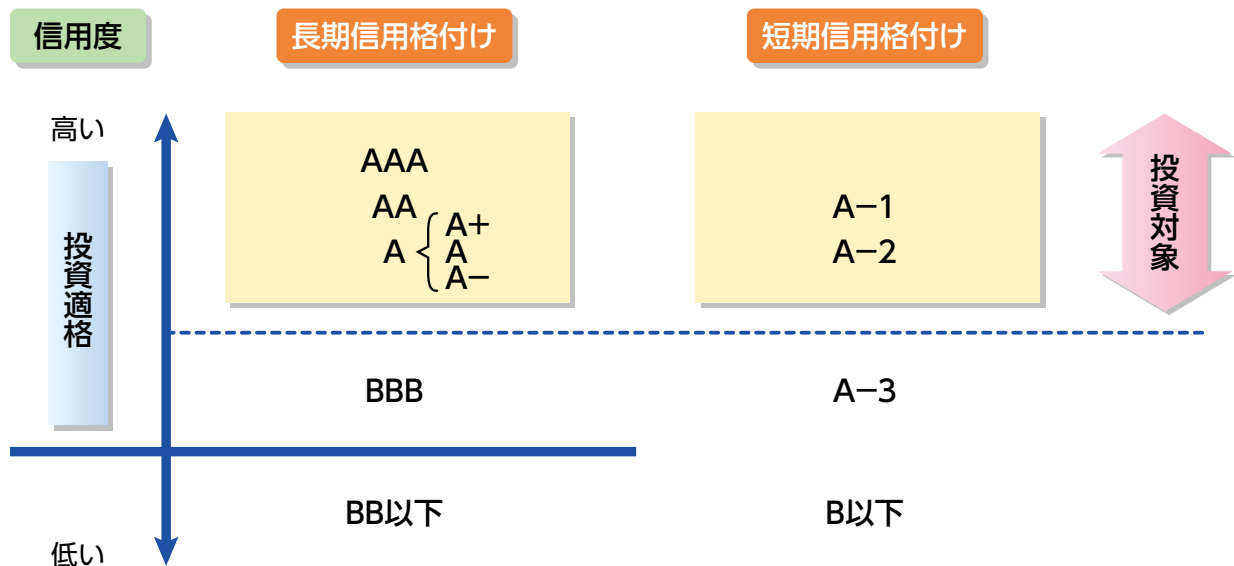 信用度
長期信用格付け
短期信用格付け
高い
投資適格
低い
AAA
AA
A
A+
A
A−
BBB
BB以下
A−1
A−2
A−3
B以下
投資対象